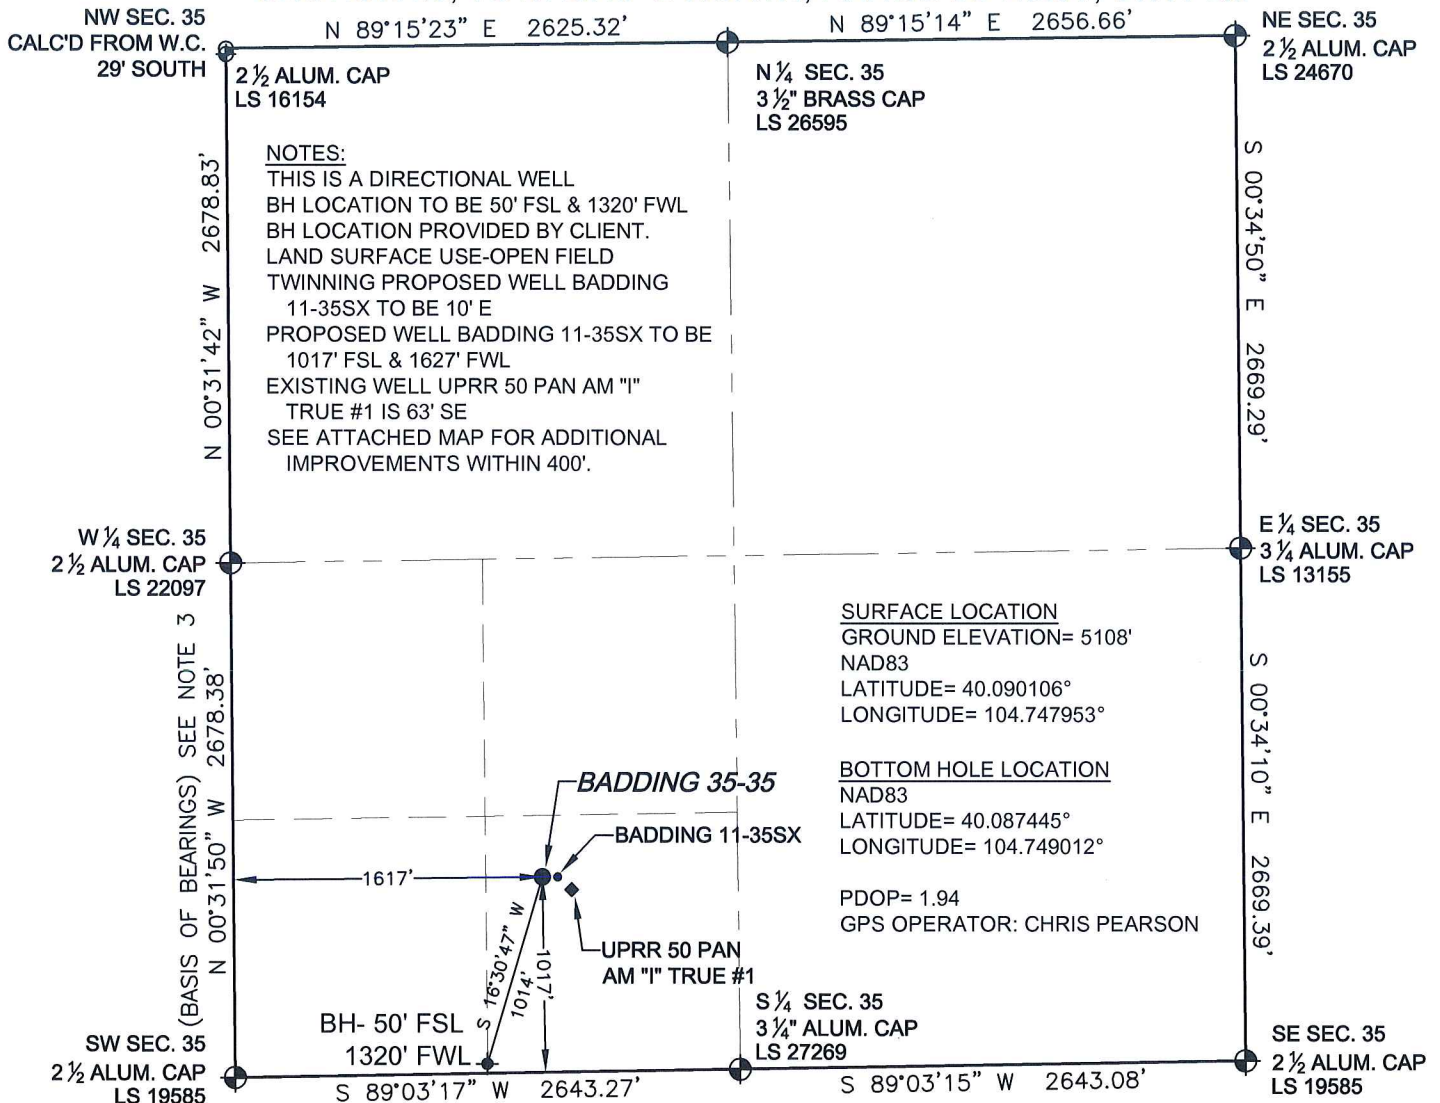 NW SEC. 35
CALC'D FROM W.C.
29' SOUTH
N 89°15'23" E 2625.32'
N 89°15'14" E 2656.66'
NE SEC. 35
2 ½ ALUM. CAP
LS 24670
2 ½ ALUM. CAP
LS 16154
N ¼ SEC. 35
3 ½" BRASS CAP
LS 26595
N 00°31'42" W 2678.83'
NOTES:
THIS IS A DIRECTIONAL WELL
BH LOCATION TO BE 50' FSL & 1320' FWL
BH LOCATION PROVIDED BY CLIENT.
LAND SURFACE USE-OPEN FIELD
TWINNING PROPOSED WELL BADDING
11-35SX TO BE 10' E
PROPOSED WELL BADDING 11-35SX TO BE
1017' FSL & 1627' FWL
EXISTING WELL UPRR 50 PAN AM "I"
TRUE #1 IS 63' SE
SEE ATTACHED MAP FOR ADDITIONAL
IMPROVEMENTS WITHIN 400'.
S 00°34'50" E 2669.29'
W ¼ SEC. 35
2 ½ ALUM. CAP
LS 22097
E ¼ SEC. 35
3 ¼ ALUM. CAP
LS 13155
(BASIS OF BEARINGS) SEE NOTE 3
N 00°31'50" W 2678.38'
SURFACE LOCATION
GROUND ELEVATION= 5108'
NAD83
LATITUDE= 40.090106°
LONGITUDE= 104.747953°
BOTTOM HOLE LOCATION
NAD83
LATITUDE= 40.087445°
LONGITUDE= 104.749012°
PDOP= 1.94
GPS OPERATOR: CHRIS PEARSON
S 00°34'10" E 2669.39'
BADDING 35-35
BADDING 11-35SX
1617'
UPRR 50 PAN
AM "I" TRUE #1
S 16°30'47" W
1014'
1017'
BH- 50' FSL
1320' FWL
SW SEC. 35
2 ½ ALUM. CAP
LS 19585
S ¼ SEC. 35
3 ¼" ALUM. CAP
LS 27269
SE SEC. 35
2 ½ ALUM. CAP
LS 19585
S 89°03'17" W 2643.27'
S 89°03'15" W 2643.08'